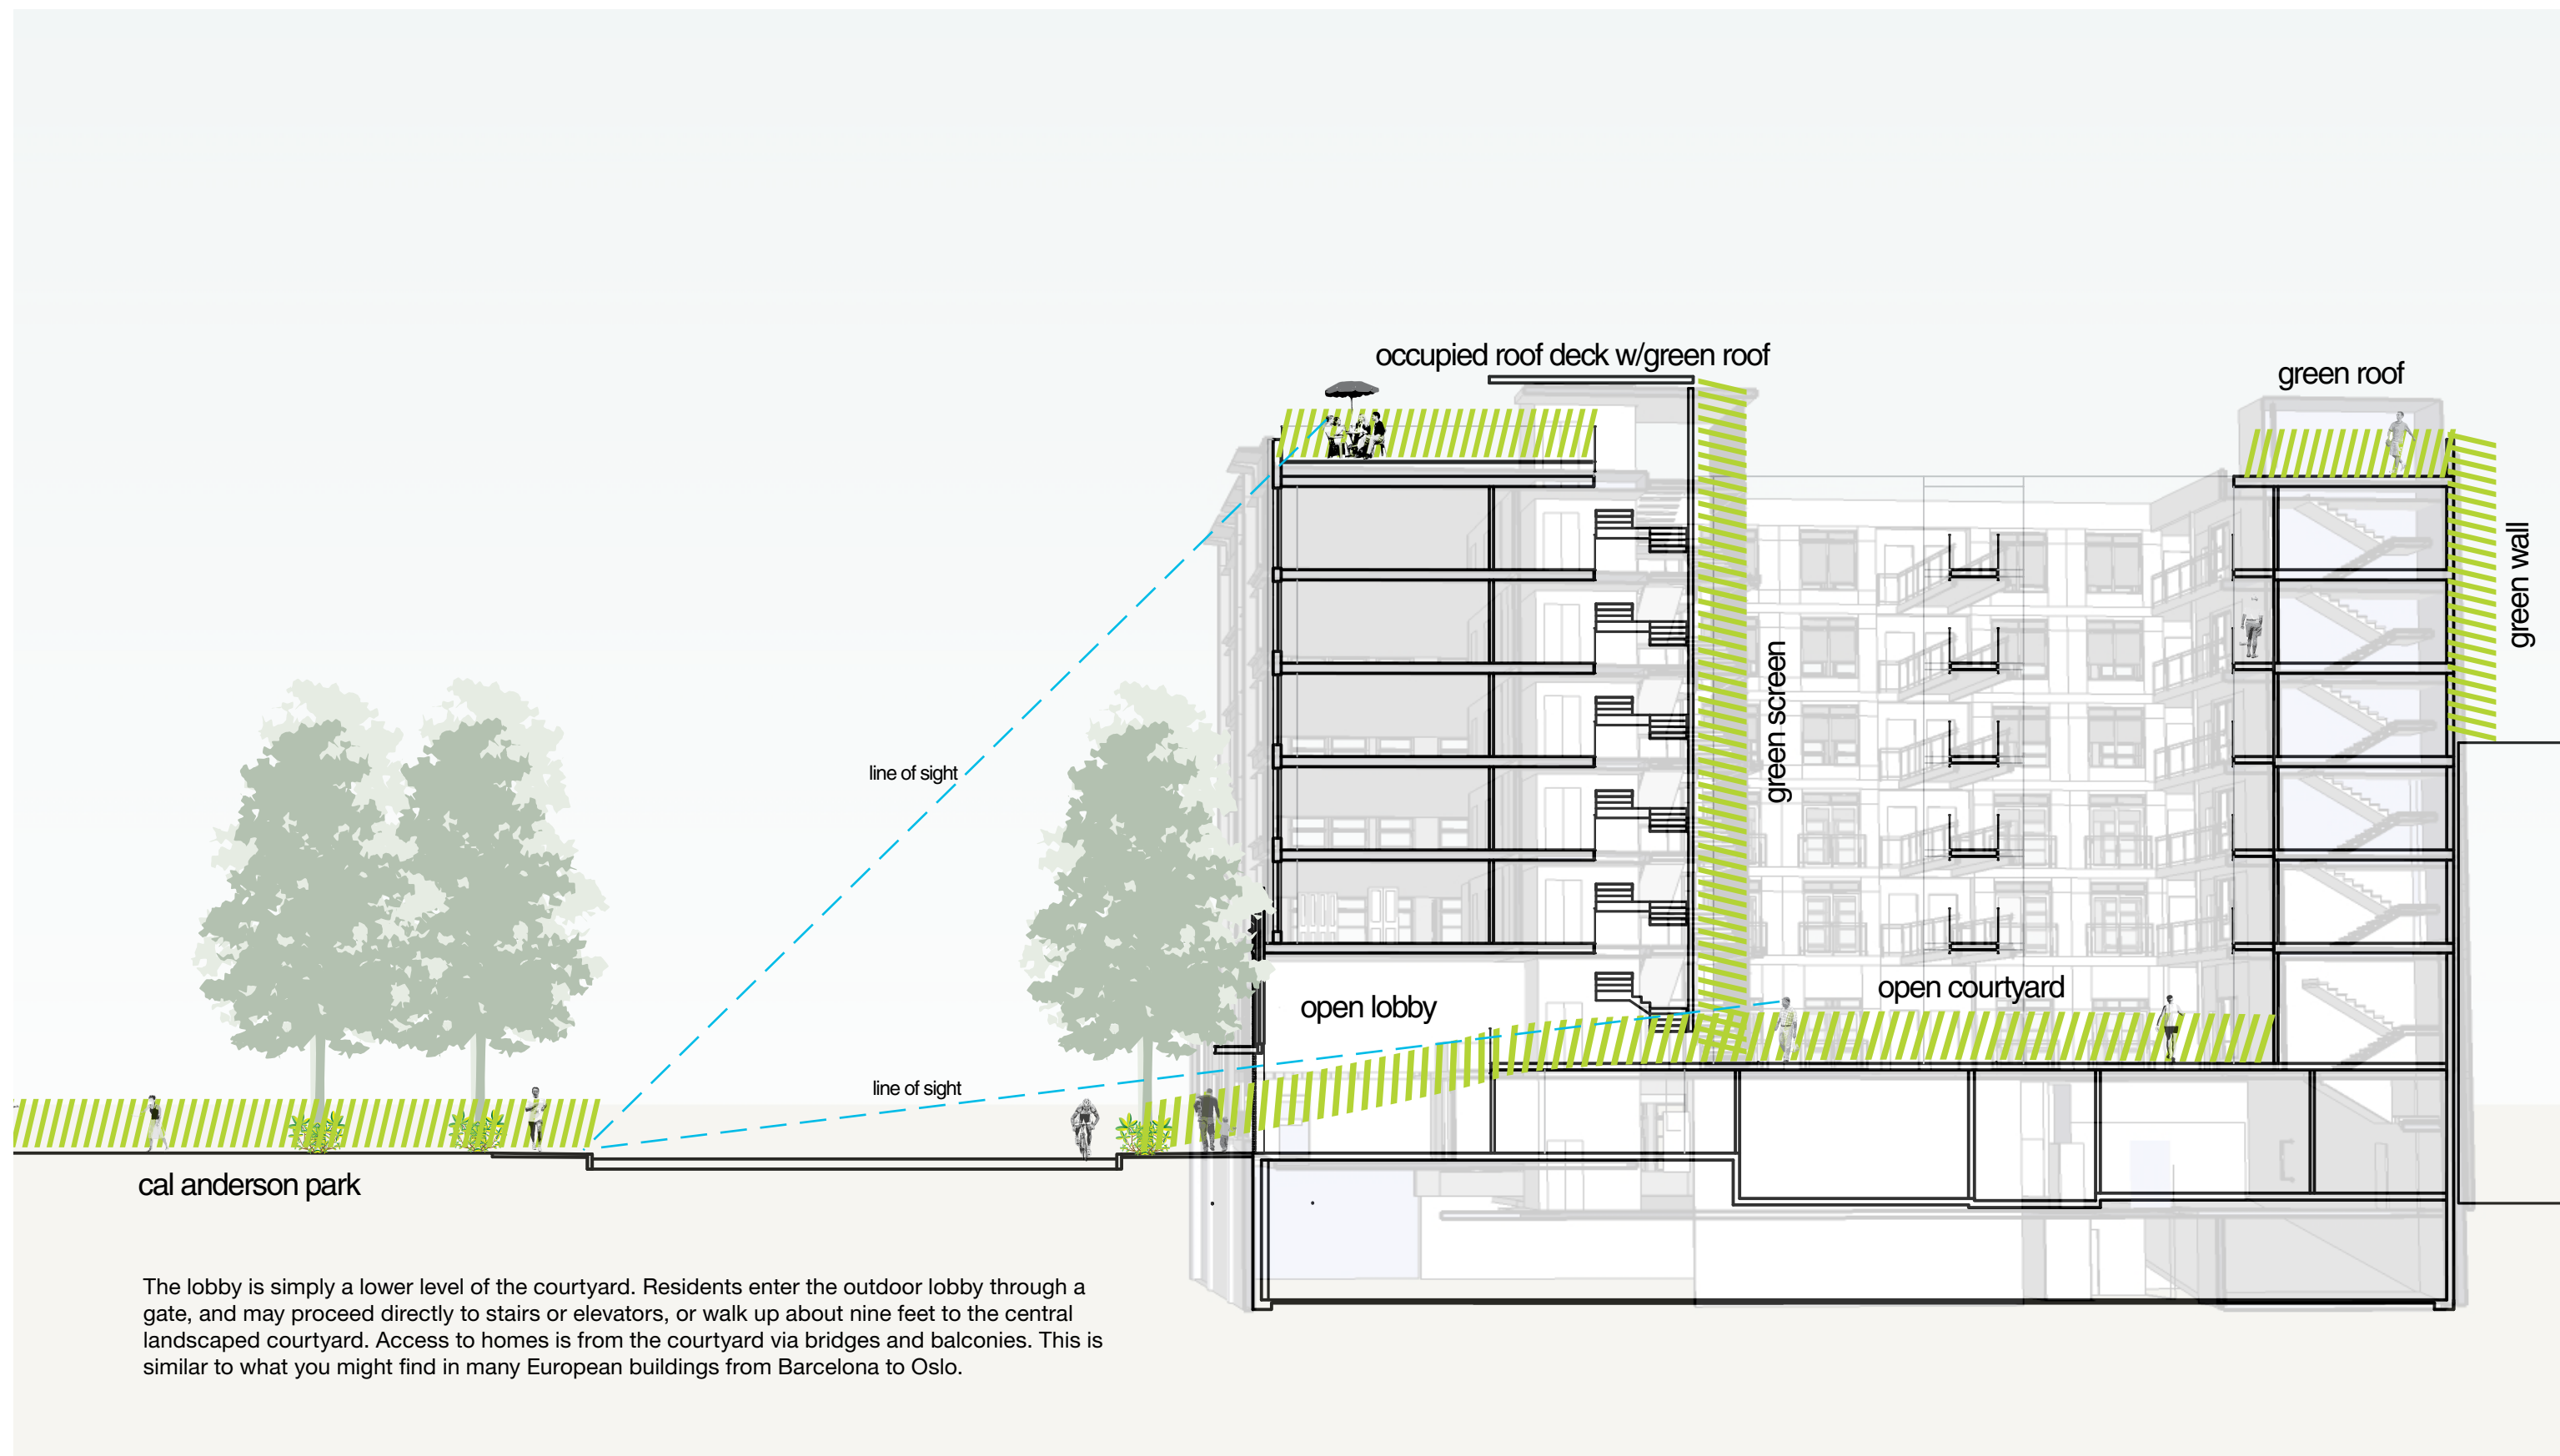 occupied roof deck w/green roof
green roof
green wall
green screen
line of sight
open courtyard
open lobby
line of sight
cal anderson park
The lobby is simply a lower level of the courtyard. Residents enter the outdoor lobby through a
gate, and may proceed directly to stairs or elevators, or walk up about nine feet to the central
landscaped courtyard. Access to homes is from the courtyard via bridges and balconies. This is
similar to what you might find in many European buildings from Barcelona to Oslo.